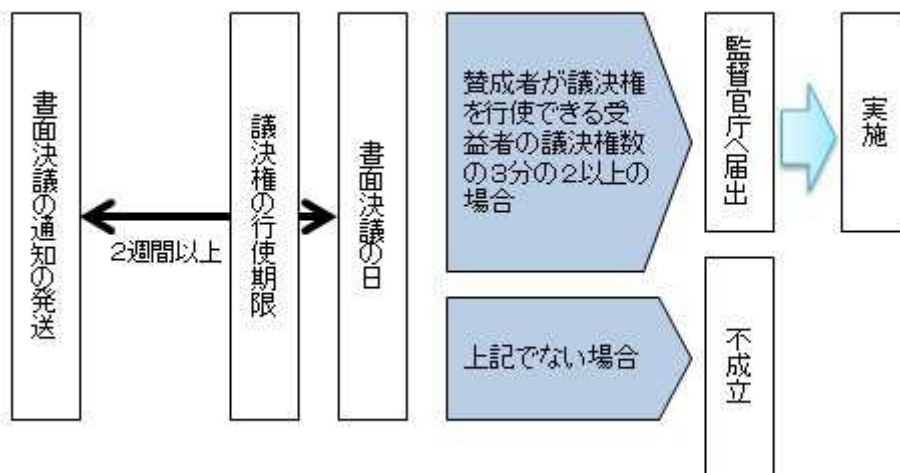 書面決議の通知の発送
2週間以上
議決権の行使期限
書面決議の日
賛成者が議決権
を行使できる受
益者の議決権数
の3分の2以上の
場合
監督官庁へ届出
実施
上記でない場合
不成立